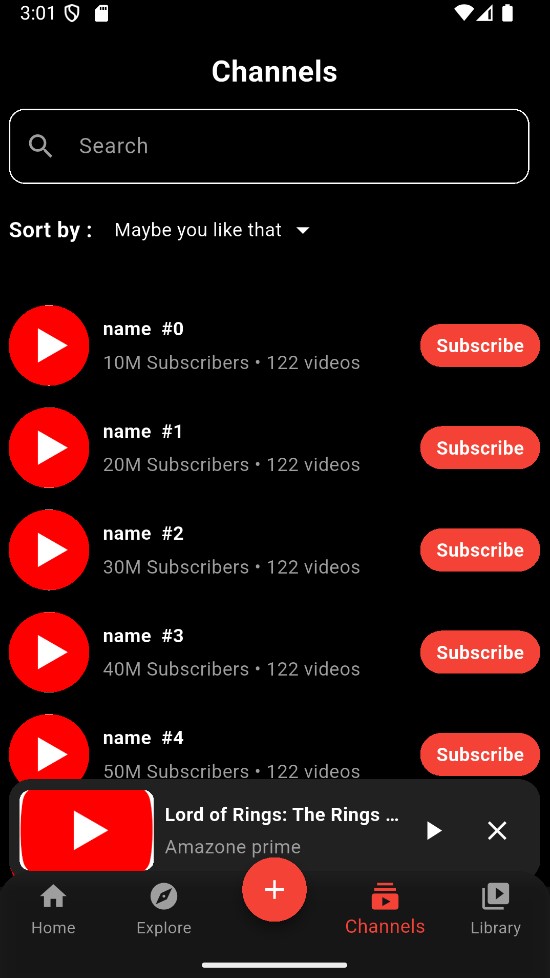 3:01
Channels
Search
Sort by : Maybe you like that
name #0
10M Subscribers • 122 videos
Subscribe
name #1
20M Subscribers • 122 videos
Subscribe
name #2
30M Subscribers • 122 videos
Subscribe
name #3
40M Subscribers • 122 videos
Subscribe
name #4
50M Subscribers • 122 videos
Subscribe
Lord of Rings: The Rings ...
Amazone prime
Home
Explore
Channels
Library